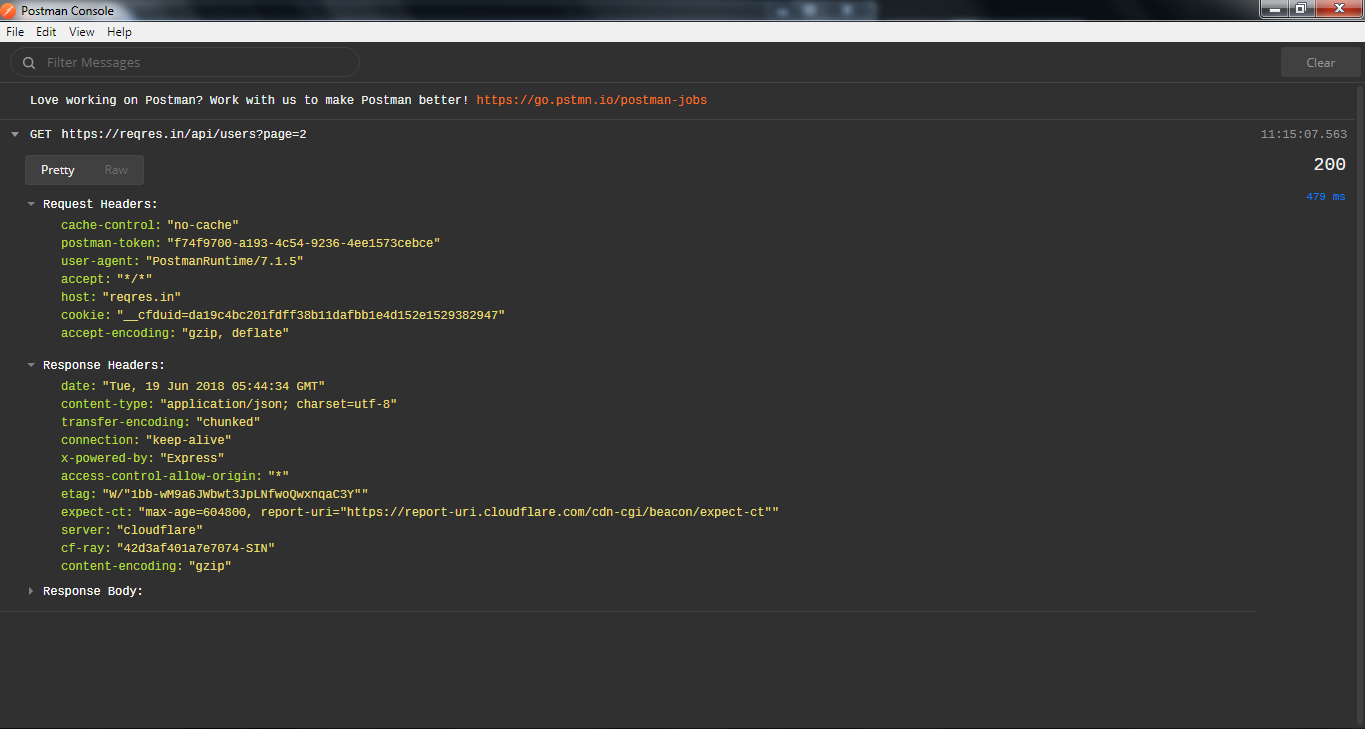 Postman Console
File Edit View Help
Filter Messages
Clear
Love working on Postman? Work with us to make Postman better! https://go.pstmn.io/postman-jobs
GET https://reqres.in/api/users?page=2 11:15:07.563
Pretty Raw
200
479 ms
Request Headers:
cache-control: "no-cache"
postman-token: "f74f9700-a193-4c54-9236-4ee1573cebce"
user-agent: "PostmanRuntime/7.1.5"
accept: "*/*"
host: "reqres.in"
cookie: "__cfduid=da19c4bc201fdff38b11dafbb1e4d152e1529382947"
accept-encoding: "gzip, deflate"
Response Headers:
date: "Tue, 19 Jun 2018 05:44:34 GMT"
content-type: "application/json; charset=utf-8"
transfer-encoding: "chunked"
connection: "keep-alive"
x-powered-by: "Express"
access-control-allow-origin: "*"
etag: "W/"1bb-wM9a6JWbwt3JpLNfwoQwxnqaC3Y""
expect-ct: "max-age=604800, report-uri="https://report-uri.cloudflare.com/cdn-cgi/beacon/expect-ct""
server: "cloudflare"
cf-ray: "42d3af401a7e7074-SIN"
content-encoding: "gzip"
Response Body: